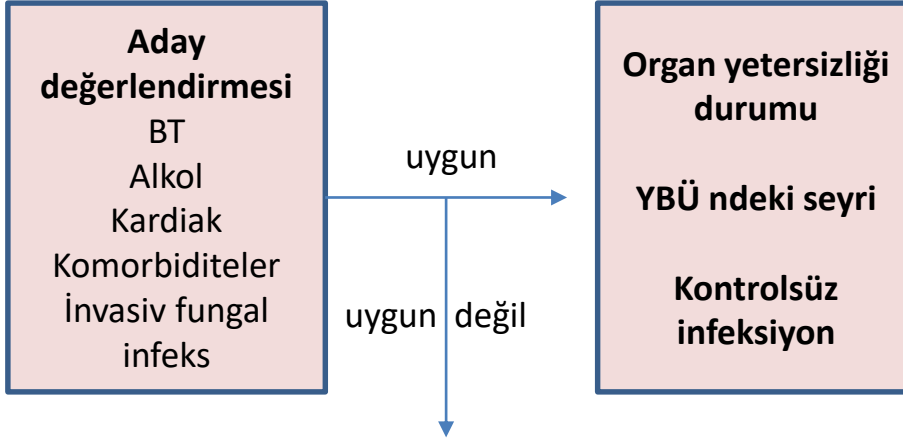 Aday
değerlendirmesi
BT
Alkol
Kardiak
Komorbiditeler
İnvasiv fungal
infeks
uygun
uygun değil
Organ yetersizliği
durumu
YBÜ ndeki seyri
Kontrolsüz
infeksiyon